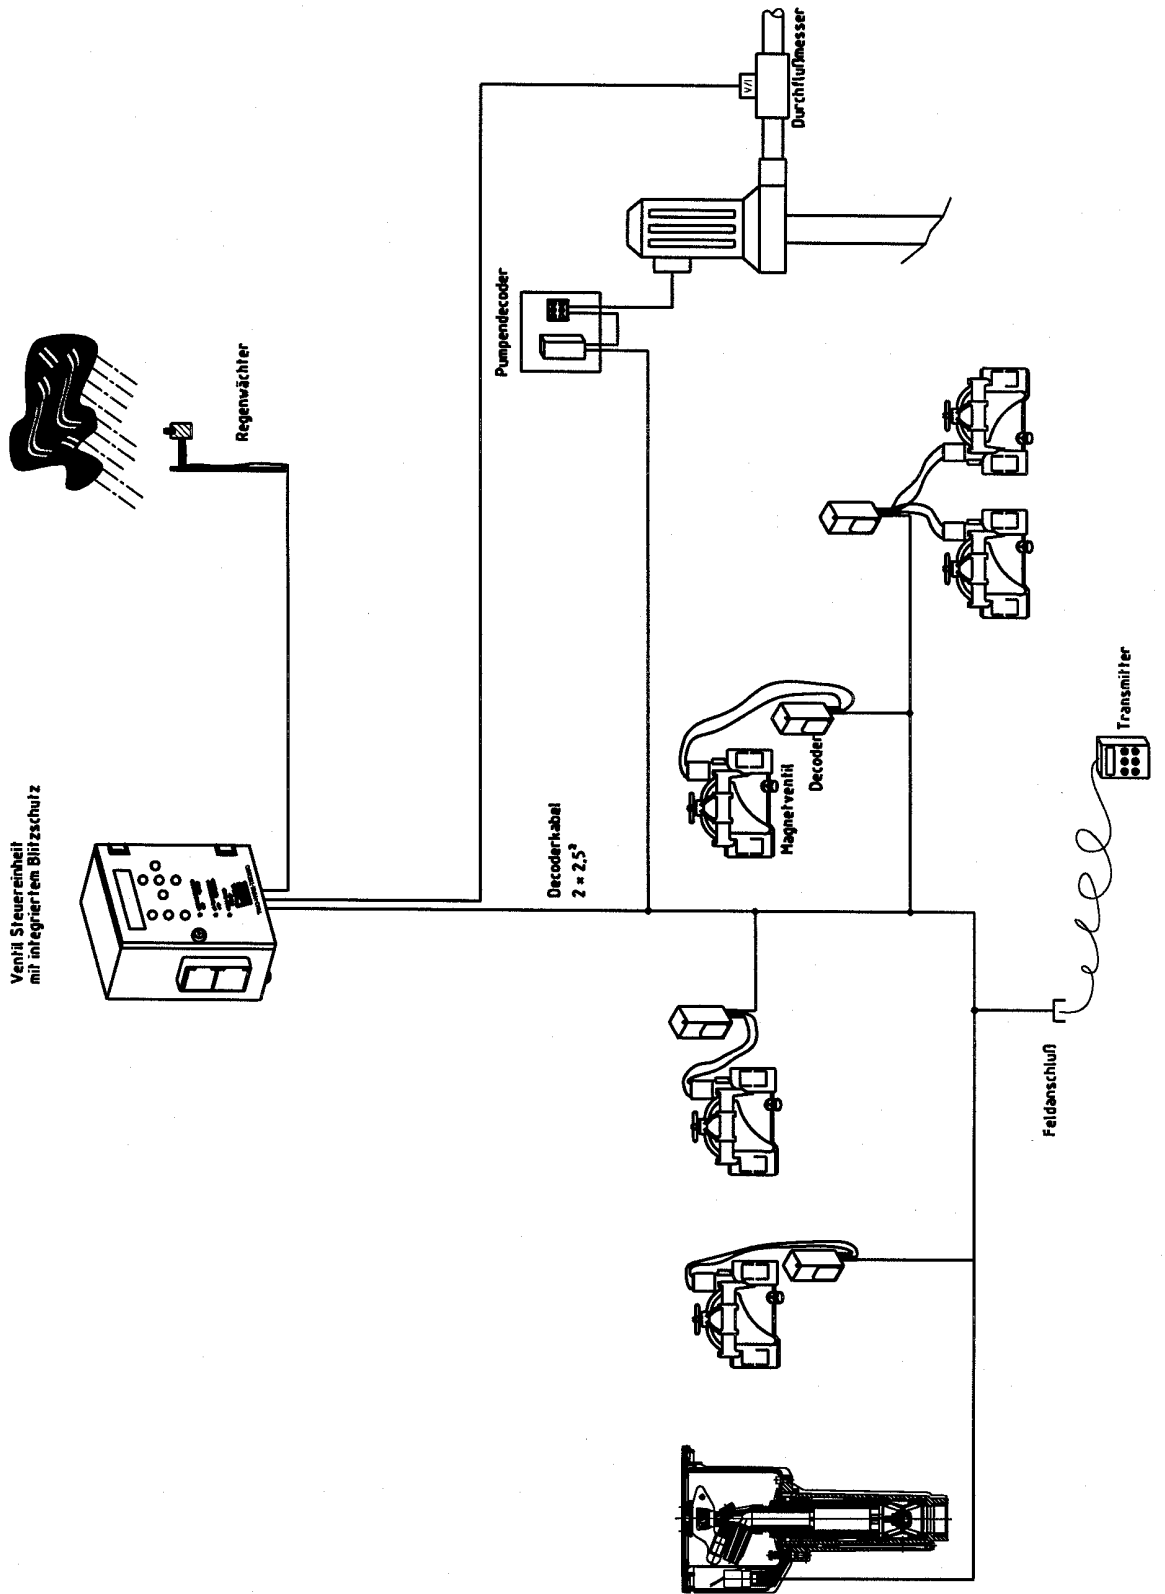 Ventil Steuereinheit
mit integriertem Blitzschutz
Regenwächter
Decoderkabel
2 × 2,5²
Pumpendecoder
V/I
Durchflußmesser
Magnetventil
Decoder
Feldanschluß
Transmitter